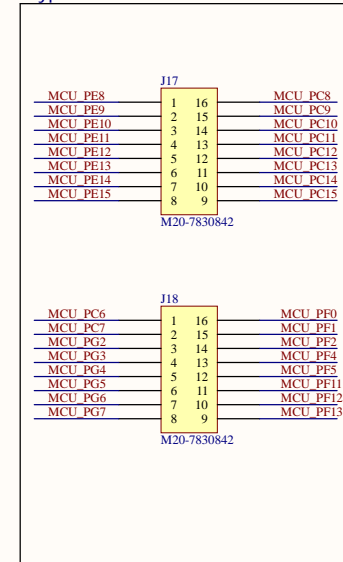 J17
MCU_PE8 1 16 MCU_PC8
MCU_PE9 2 15 MCU_PC9
MCU_PE10 3 14 MCU_PC10
MCU_PE11 4 13 MCU_PC11
MCU_PE12 5 12 MCU_PC12
MCU_PE13 6 11 MCU_PC13
MCU_PE14 7 10 MCU_PC14
MCU_PE15 8 9 MCU_PC15
M20-7830842
J18
MCU_PC6 1 16 MCU_PF0
MCU_PC7 2 15 MCU_PF1
MCU_PG2 3 14 MCU_PF2
MCU_PG3 4 13 MCU_PF4
MCU_PG4 5 12 MCU_PF5
MCU_PG5 6 11 MCU_PF11
MCU_PG6 7 10 MCU_PF12
MCU_PG7 8 9 MCU_PF13
M20-7830842